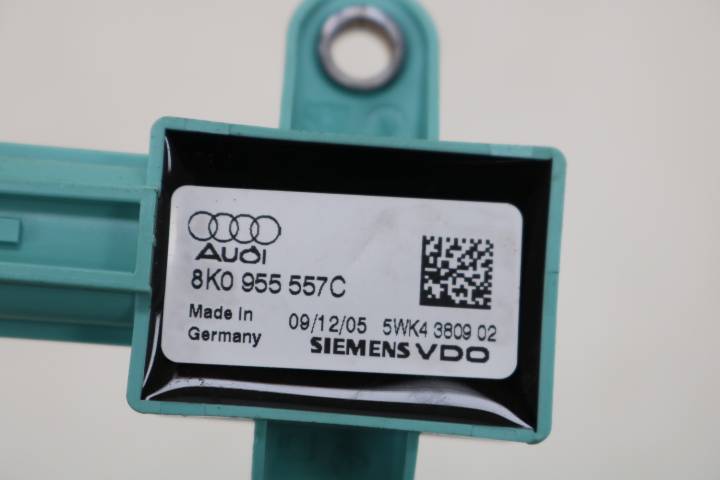 Audi
8K0 955 557C
Made in
Germany
09/12/05 5WK4 3809 02
SIEMENS VDO